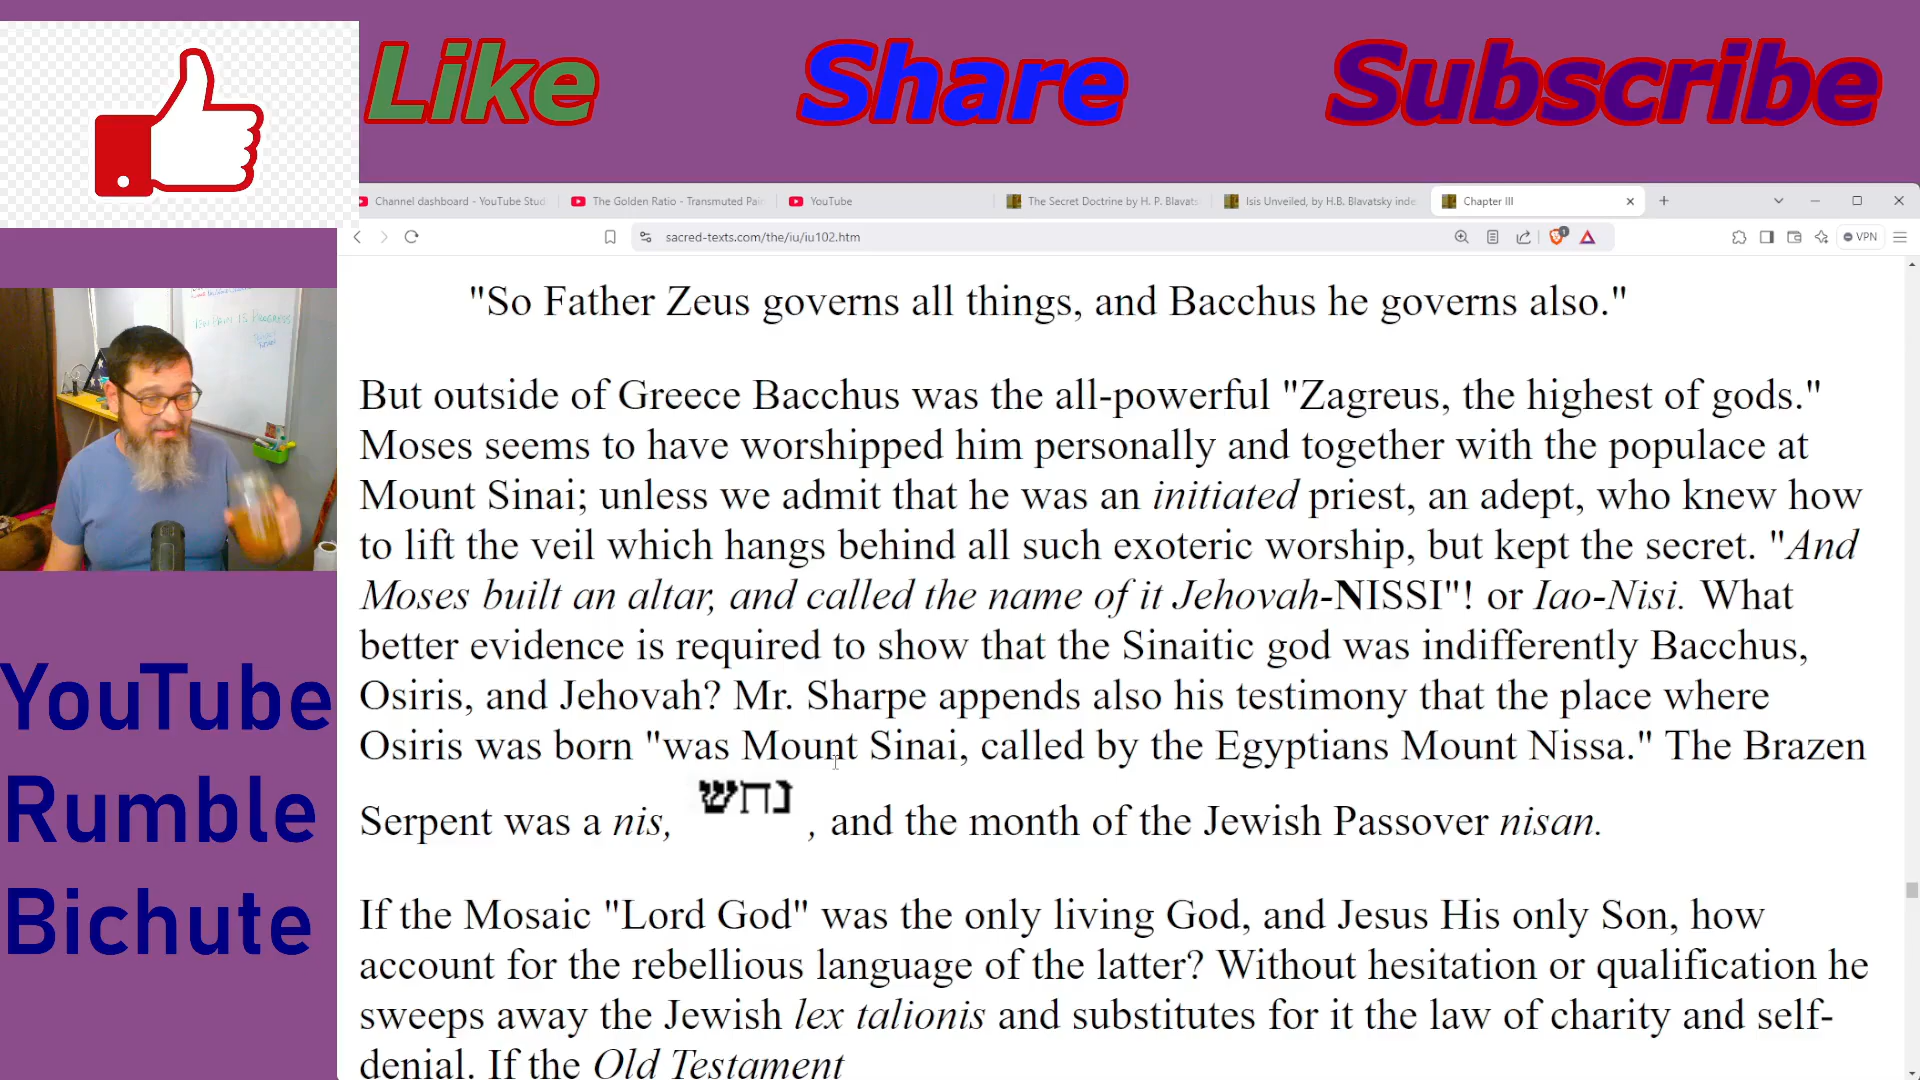 Like Share Subscribe
Channel dashboard - YouTube Stud
The Golden Ratio - Transmuted Pai
YouTube
The Secret Doctrine by H. P. Blavats
Isis Unveiled, by H.B. Blavatsky inde
Chapter III
sacred-texts.com/the/iu/iu102.htm
1
VPN
"So Father Zeus governs all things, and Bacchus he governs also."
But outside of Greece Bacchus was the all-powerful "Zagreus, the highest of gods."
Moses seems to have worshipped him personally and together with the populace at
Mount Sinai; unless we admit that he was an initiated priest, an adept, who knew how
to lift the veil which hangs behind all such exoteric worship, but kept the secret. "And
Moses built an altar, and called the name of it Jehovah-NISSI"! or Iao-Nisi. What
better evidence is required to show that the Sinaitic god was indifferently Bacchus,
Osiris, and Jehovah? Mr. Sharpe appends also his testimony that the place where
Osiris was born "was Mount Sinai, called by the Egyptians Mount Nissa." The Brazen
Serpent was a nis, נחש , and the month of the Jewish Passover nisan.
If the Mosaic "Lord God" was the only living God, and Jesus His only Son, how
account for the rebellious language of the latter? Without hesitation or qualification he
sweeps away the Jewish lex talionis and substitutes for it the law of charity and self-
denial. If the Old Testament
YouTube
Rumble
Bichute